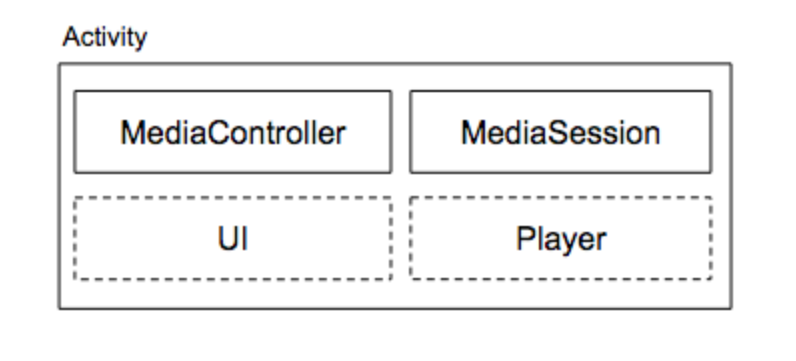 Activity
MediaController
MediaSession
UI
Player